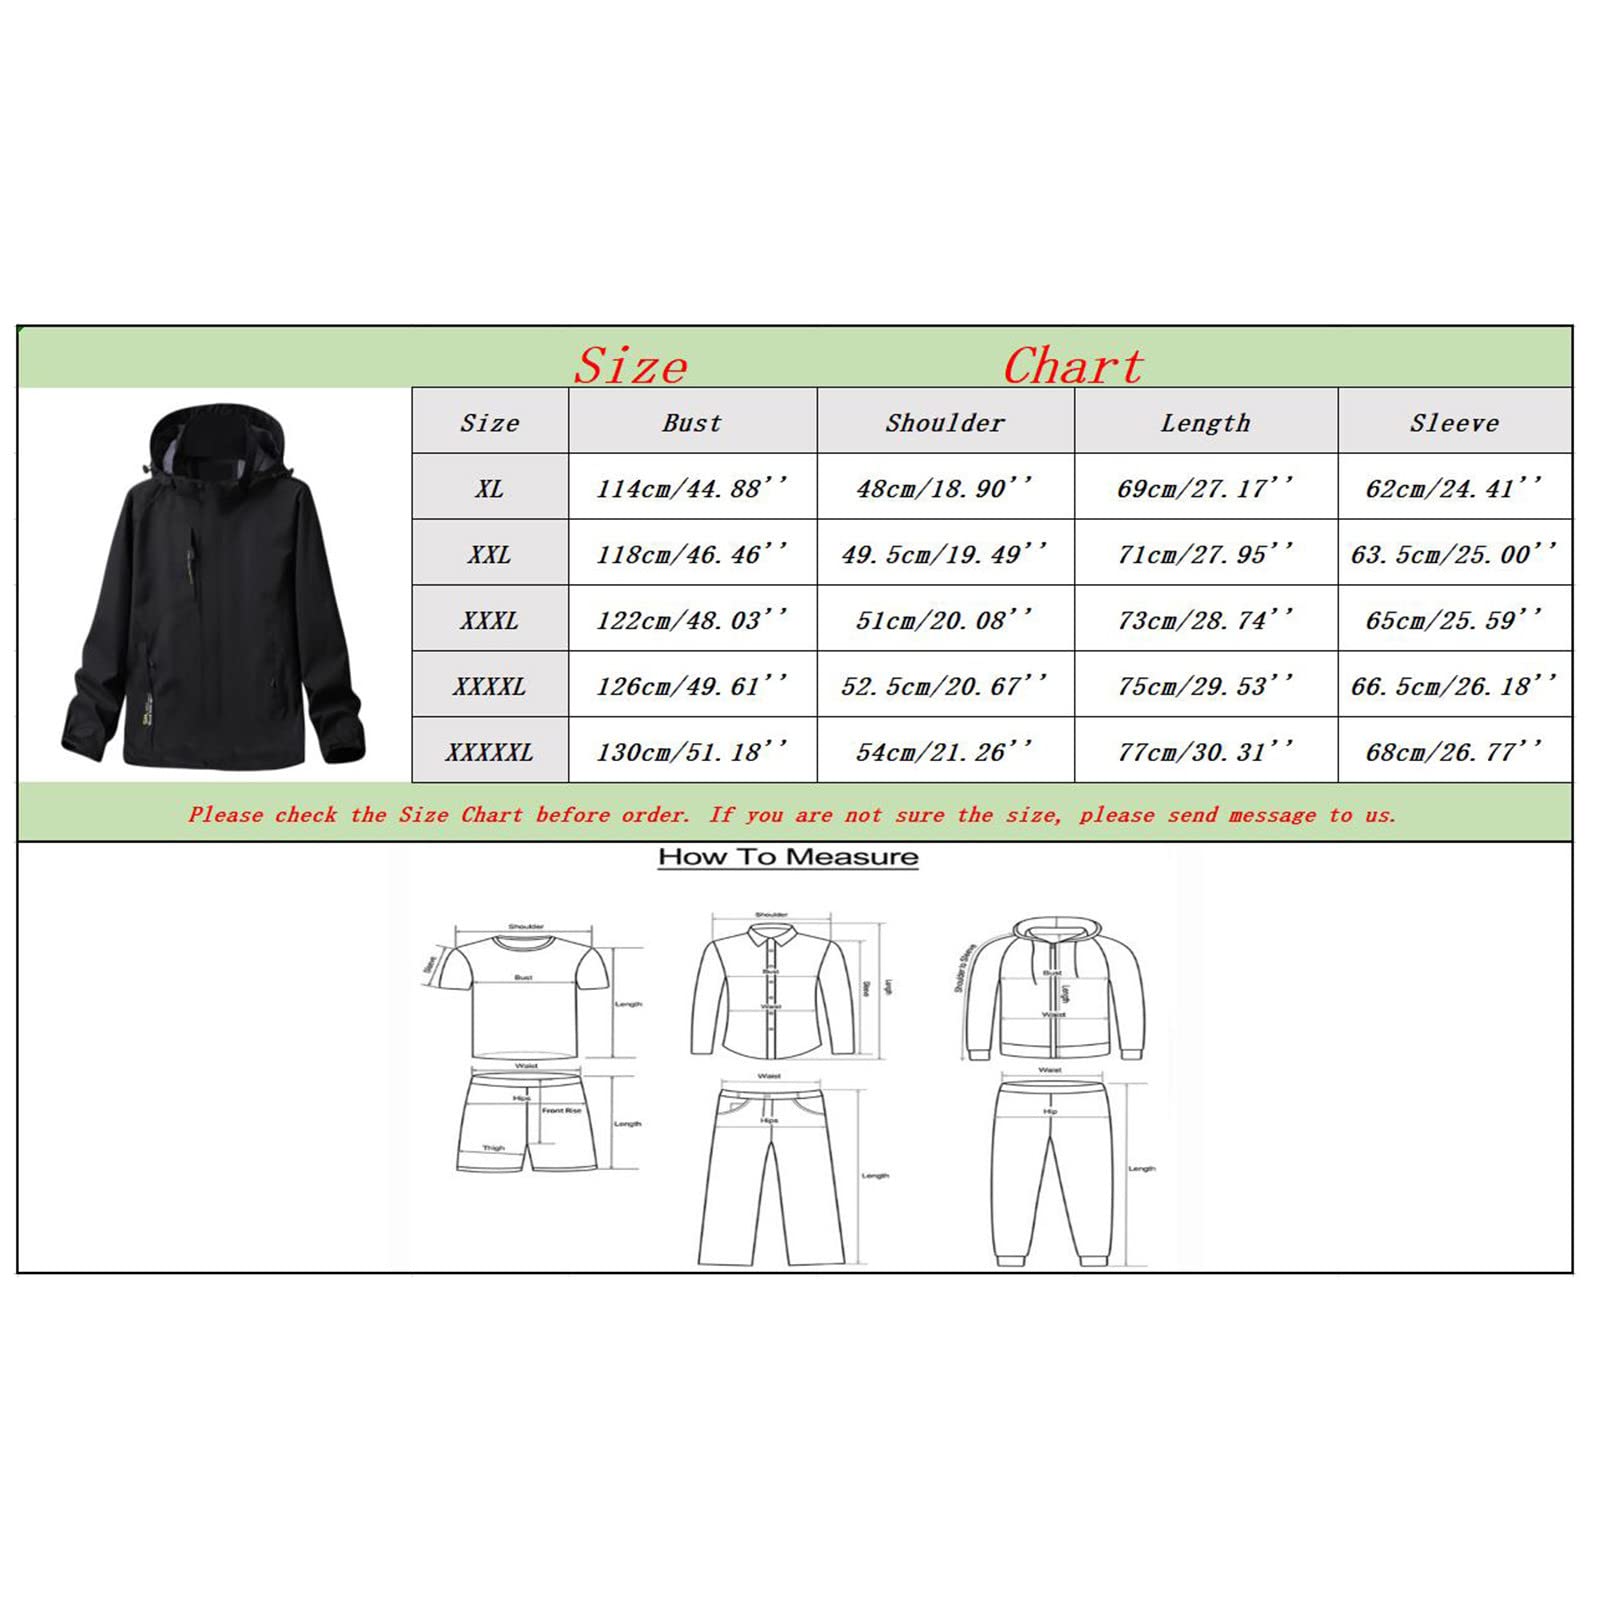 Size Chart
Size Bust Shoulder Length Sleeve
XL 114cm/44.88'' 48cm/18.90'' 69cm/27.17'' 62cm/24.41''
XXL 118cm/46.46'' 49.5cm/19.49'' 71cm/27.95'' 63.5cm/25.00''
XXXL 122cm/48.03'' 51cm/20.08'' 73cm/28.74'' 65cm/25.59''
XXXXL 126cm/49.61'' 52.5cm/20.67'' 75cm/29.53'' 66.5cm/26.18''
XXXXXL 130cm/51.18'' 54cm/21.26'' 77cm/30.31'' 68cm/26.77''
Please check the Size Chart before order. If you are not sure the size, please send message to us.
How To Measure
Shoulder
Sleeve
Bust
Length
Waist
Hips
Front Rise
Length
Thigh
Shoulder
Bust
Waist
Sleeve
Length
Waist
Hips
Length
Shoulder to Sleeve
Bust
Length
Waist
Waist
Hip
Length